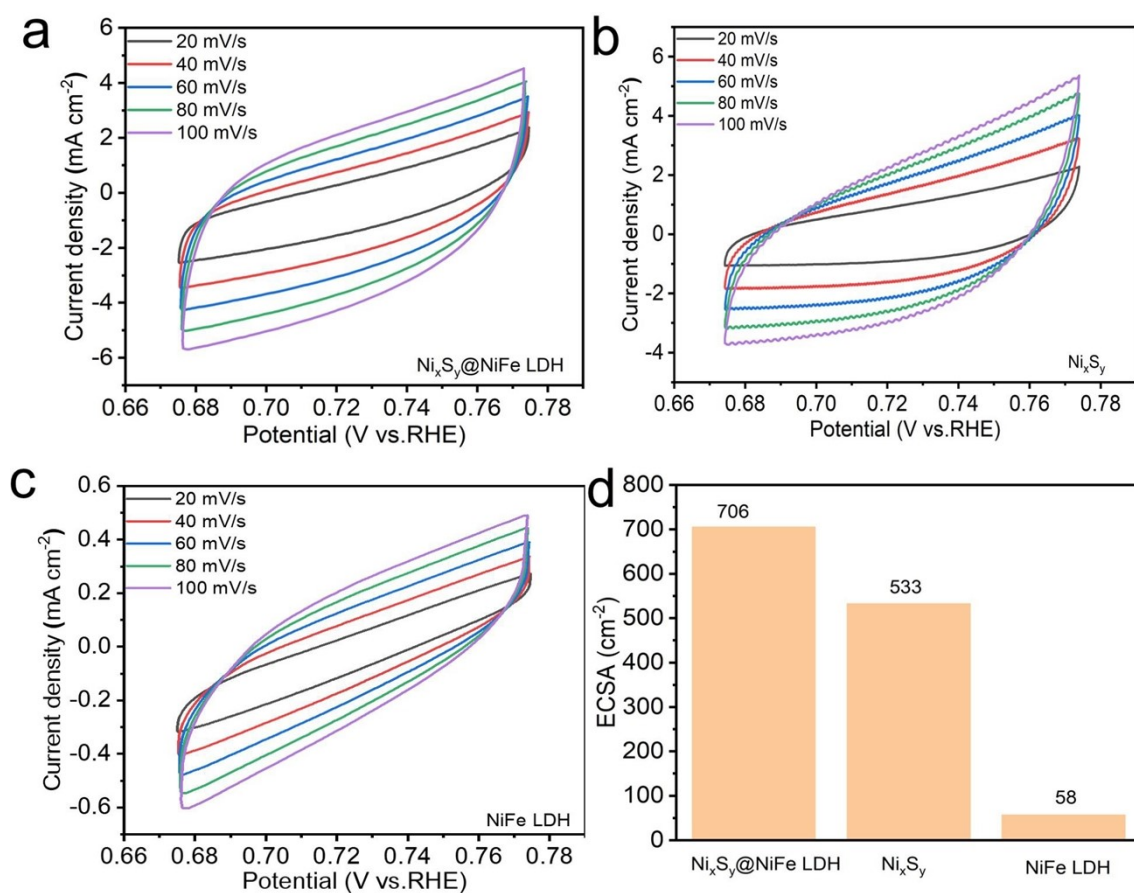 a
6
4
2
0
-2
-4
-6
20 mV/s
40 mV/s
60 mV/s
80 mV/s
100 mV/s
Current density (mA cm⁻²)
NiₓSᵧ@NiFe LDH
0.66 0.68 0.70 0.72 0.74 0.76 0.78
Potential (V vs.RHE)
b
6
4
2
0
-2
-4
20 mV/s
40 mV/s
60 mV/s
80 mV/s
100 mV/s
Current density (mA cm⁻²)
NiₓSᵧ
0.66 0.68 0.70 0.72 0.74 0.76 0.78
Potential (V vs.RHE)
c
0.6
0.4
0.2
0.0
-0.2
-0.4
-0.6
20 mV/s
40 mV/s
60 mV/s
80 mV/s
100 mV/s
Current density (mA cm⁻²)
NiFe LDH
0.66 0.68 0.70 0.72 0.74 0.76 0.78
Potential (V vs.RHE)
d
800
700
600
500
400
300
200
100
0
ECSA (cm⁻²)
706
533
58
NiₓSᵧ@NiFe LDH NiₓSᵧ NiFe LDH